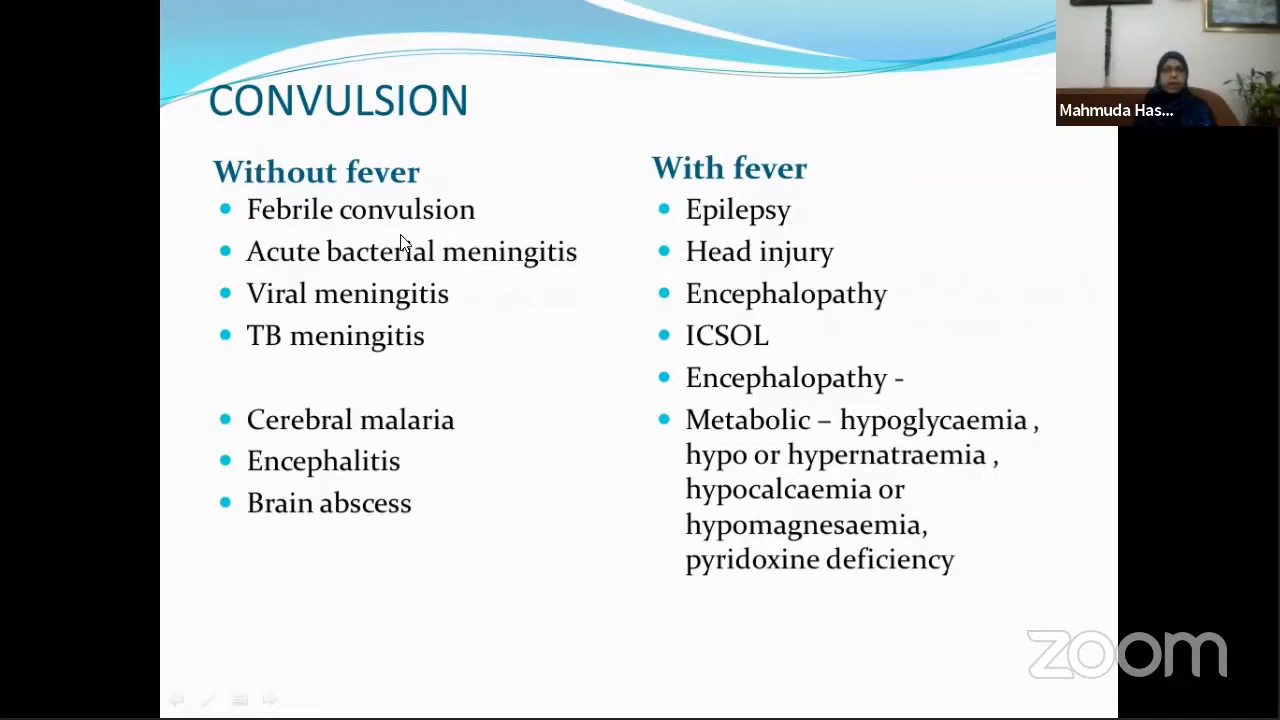 CONVULSION
Without fever
Febrile convulsion
Acute bacterial meningitis
Viral meningitis
TB meningitis
Cerebral malaria
Encephalitis
Brain abscess
With fever
Epilepsy
Head injury
Encephalopathy
ICSOL
Encephalopathy -
Metabolic – hypoglycaemia ,
hypo or hypernatraemia ,
hypocalcaemia or
hypomagnesaemia,
pyridoxine deficiency
Mahmuda Has...
zoom